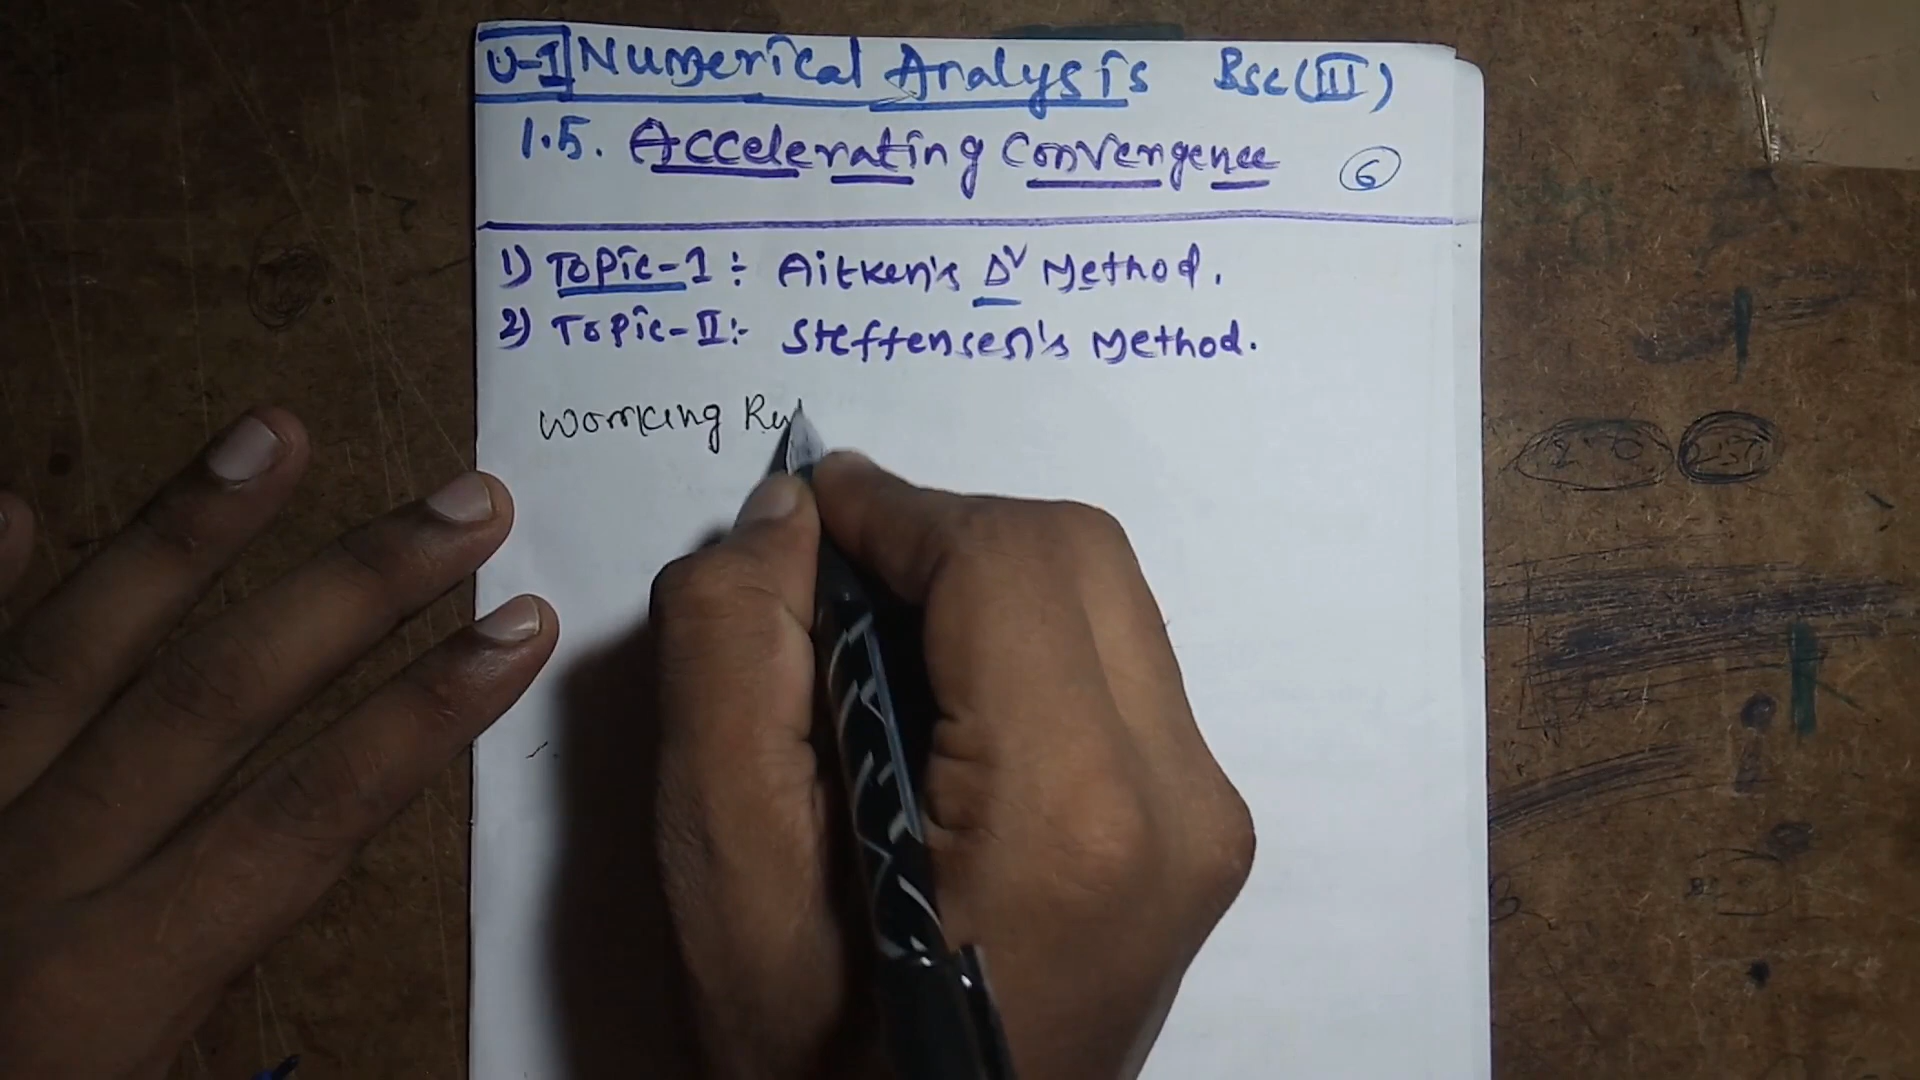 U-1 Numerical Analysis Bsc (III)
1.5. Accelerating Convergence 6
1) Topic-1 :- Aitken's Δ² Method.
2) Topic-II :- Steffensen's Method.
Working